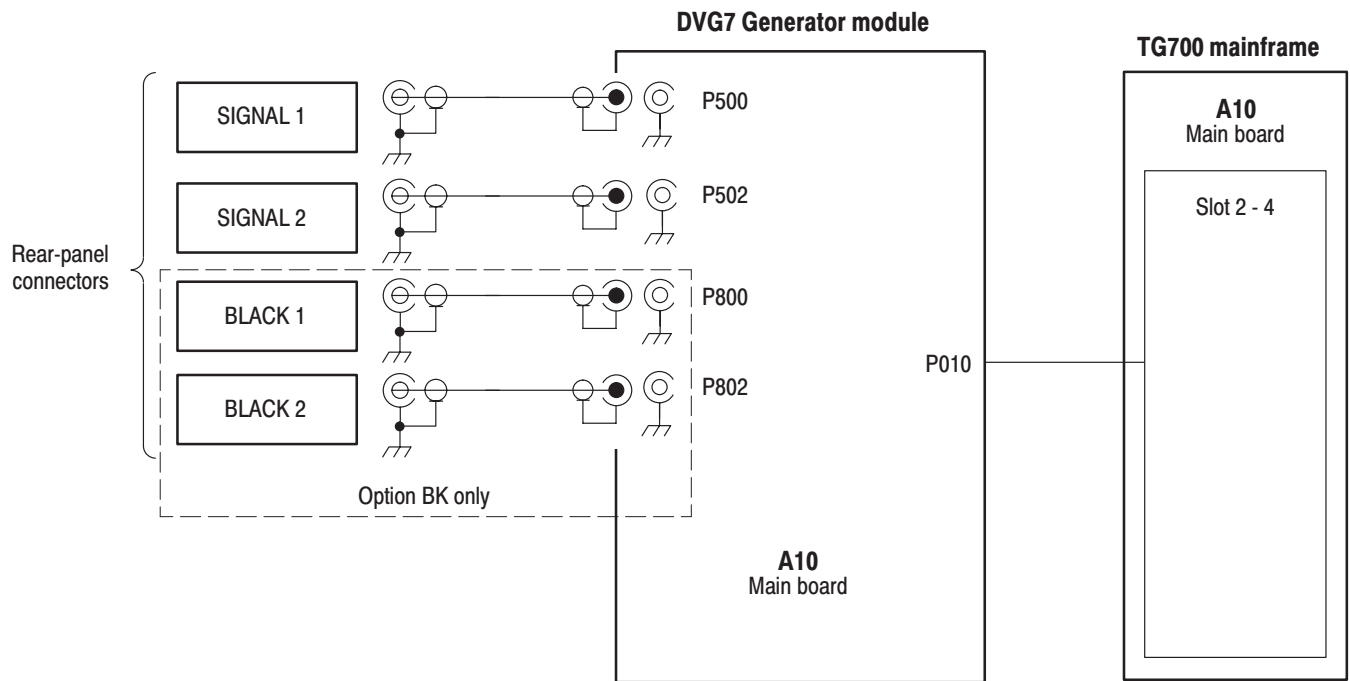 DVG7 Generator module
TG700 mainframe
SIGNAL 1
P500
A10
Main board
SIGNAL 2
P502
Slot 2 - 4
Rear-panel
connectors
BLACK 1
P800
P010
BLACK 2
P802
Option BK only
A10
Main board